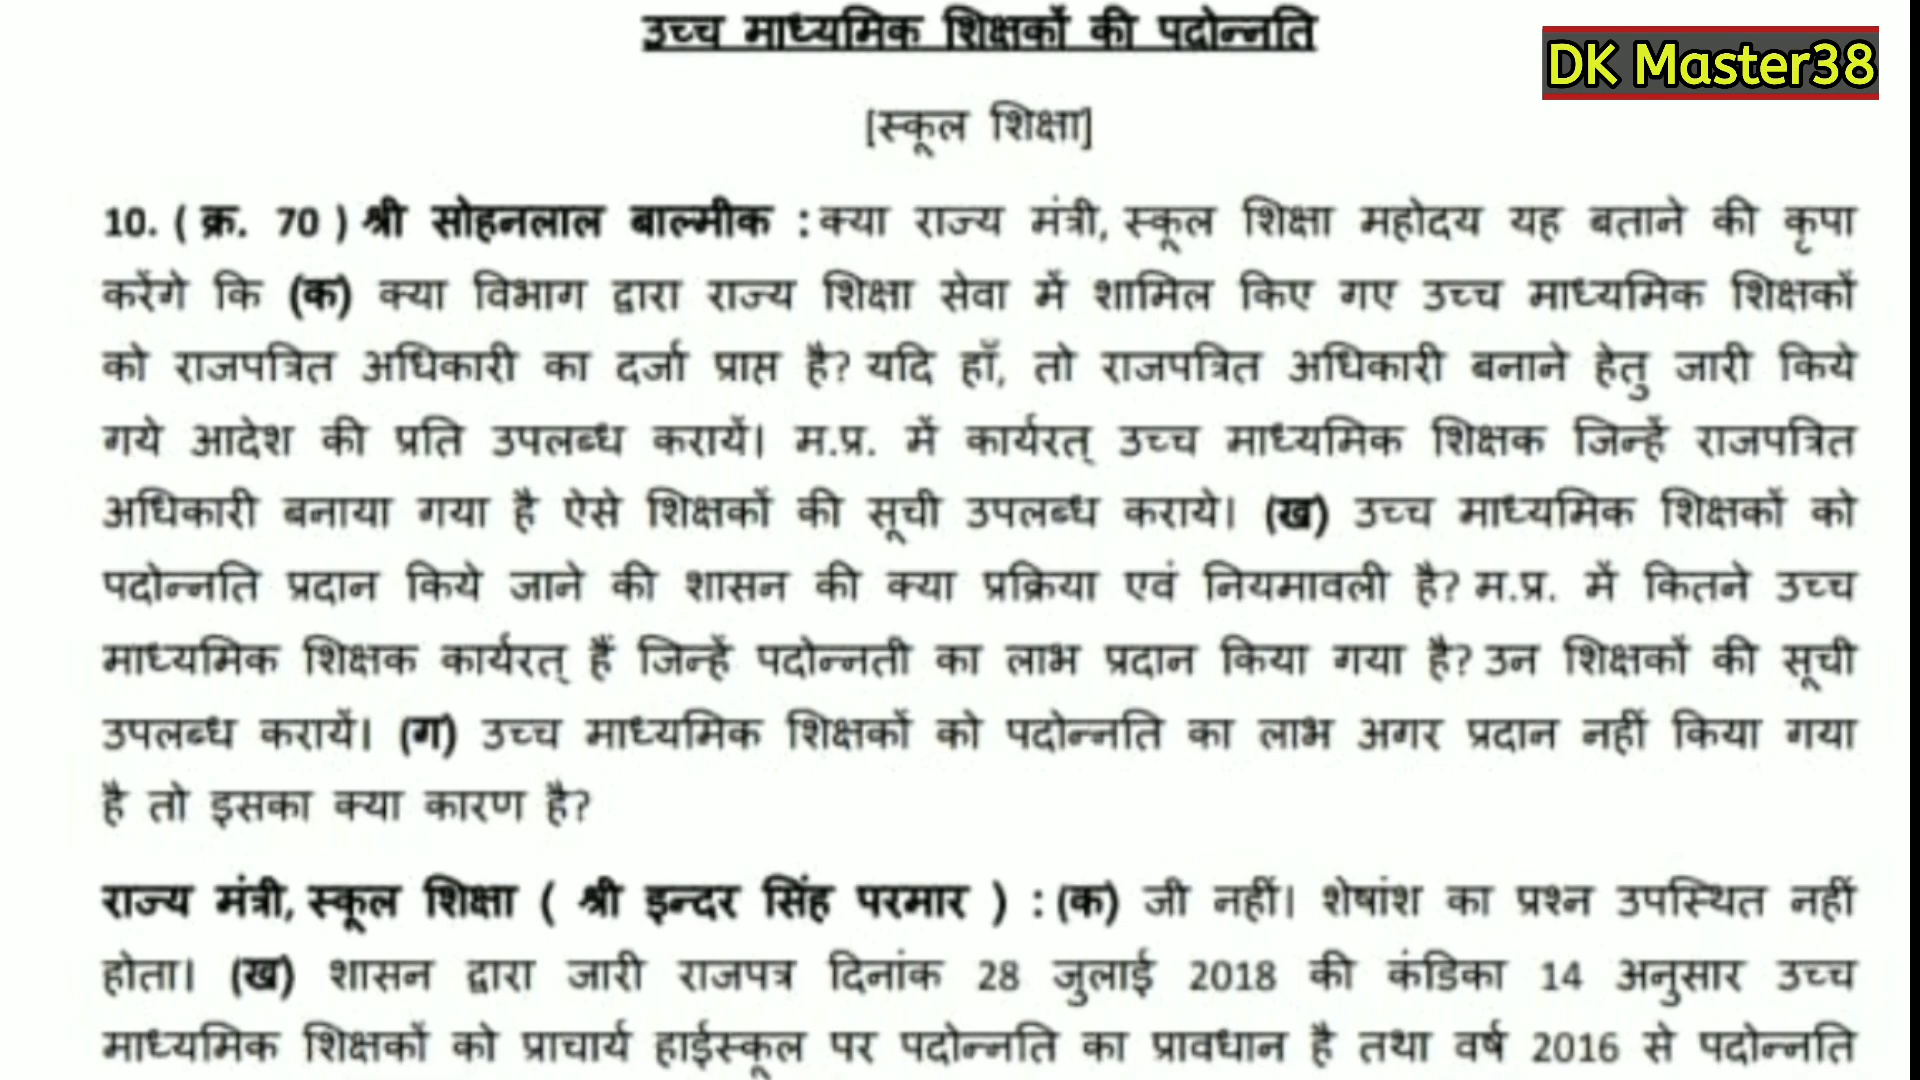 उच्च माध्यमिक शिक्षकों की पदोन्नति
DK Master38
[स्कूल शिक्षा]
10. ( क्र. 70 ) श्री सोहनलाल बाल्मीक : क्या राज्य मंत्री, स्कूल शिक्षा महोदय यह बताने की कृपा
करेंगे कि (क) क्या विभाग द्वारा राज्य शिक्षा सेवा में शामिल किए गए उच्च माध्यमिक शिक्षकों
को राजपत्रित अधिकारी का दर्जा प्राप्त है? यदि हाँ, तो राजपत्रित अधिकारी बनाने हेतु जारी किये
गये आदेश की प्रति उपलब्ध करायें। म.प्र. में कार्यरत् उच्च माध्यमिक शिक्षक जिन्हें राजपत्रित
अधिकारी बनाया गया है ऐसे शिक्षकों की सूची उपलब्ध कराये। (ख) उच्च माध्यमिक शिक्षकों को
पदोन्नति प्रदान किये जाने की शासन की क्या प्रक्रिया एवं नियमावली है? म.प्र. में कितने उच्च
माध्यमिक शिक्षक कार्यरत् हैं जिन्हें पदोन्नती का लाभ प्रदान किया गया है? उन शिक्षकों की सूची
उपलब्ध करायें। (ग) उच्च माध्यमिक शिक्षकों को पदोन्नति का लाभ अगर प्रदान नहीं किया गया
है तो इसका क्या कारण है?
राज्य मंत्री, स्कूल शिक्षा ( श्री इन्दर सिंह परमार ) : (क) जी नहीं। शेषांश का प्रश्न उपस्थित नहीं
होता। (ख) शासन द्वारा जारी राजपत्र दिनांक 28 जुलाई 2018 की कंडिका 14 अनुसार उच्च
माध्यमिक शिक्षकों को प्राचार्य हाईस्कूल पर पदोन्नति का प्रावधान है तथा वर्ष 2016 से पदोन्नति